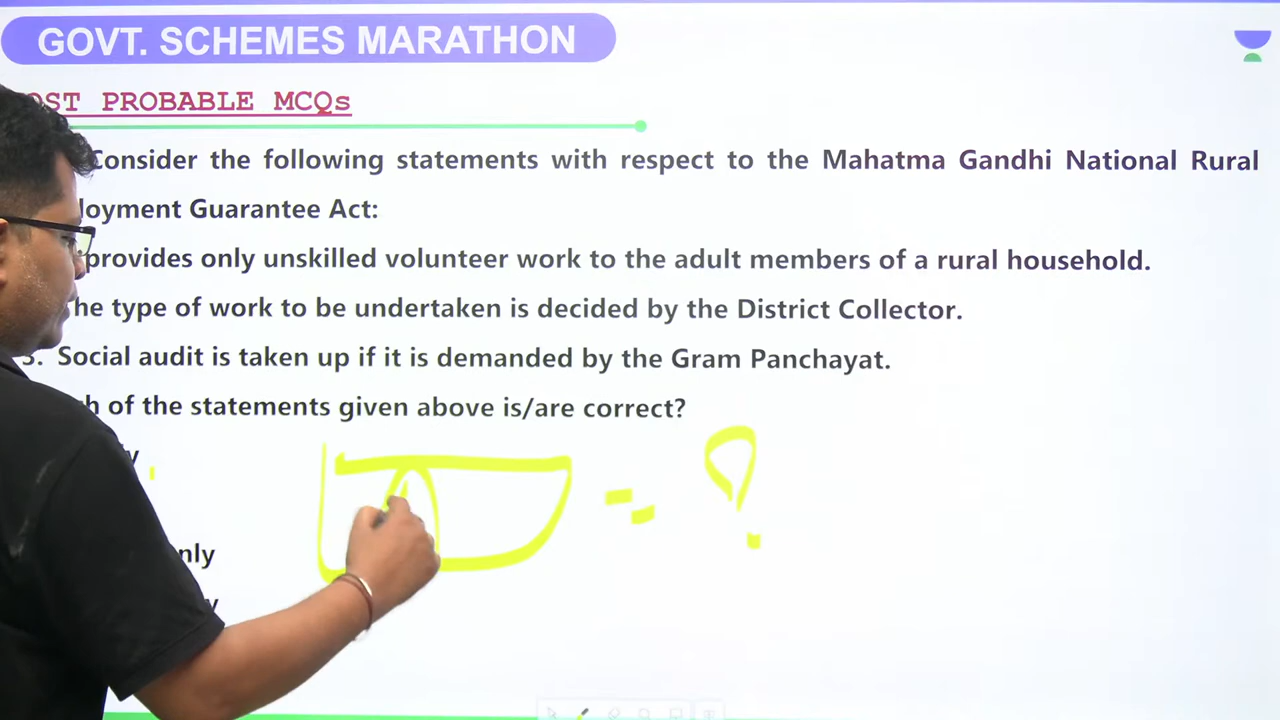 GOVT. SCHEMES MARATHON
OST PROBABLE MCQs
Consider the following statements with respect to the Mahatma Gandhi National Rural
loyment Guarantee Act:
provides only unskilled volunteer work to the adult members of a rural household.
he type of work to be undertaken is decided by the District Collector.
3. Social audit is taken up if it is demanded by the Gram Panchayat.
h of the statements given above is/are correct?
y
nly
y
= ?